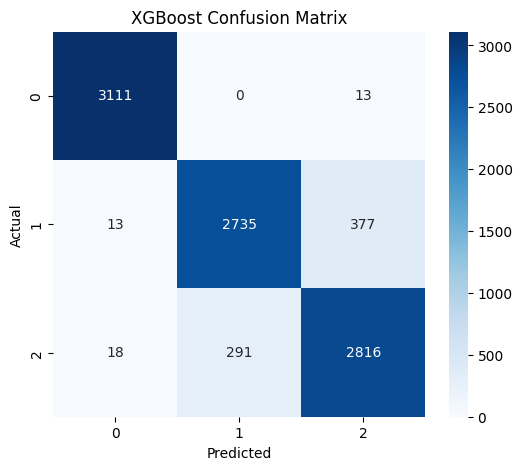 XGBoost Confusion Matrix
0 3111 0 13
1 13 2735 377
2 18 291 2816
0 1 2
Actual
Predicted
3000
2500
2000
1500
1000
500
0